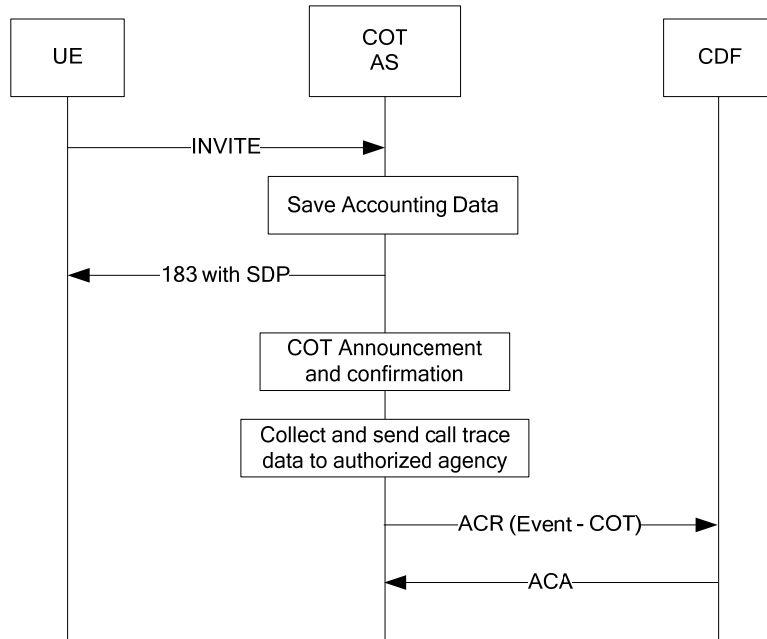 UE
COT
AS
CDF
INVITE
Save Accounting Data
183 with SDP
COT Announcement
and confirmation
Collect and send call trace
data to authorized agency
ACR (Event - COT)
ACA